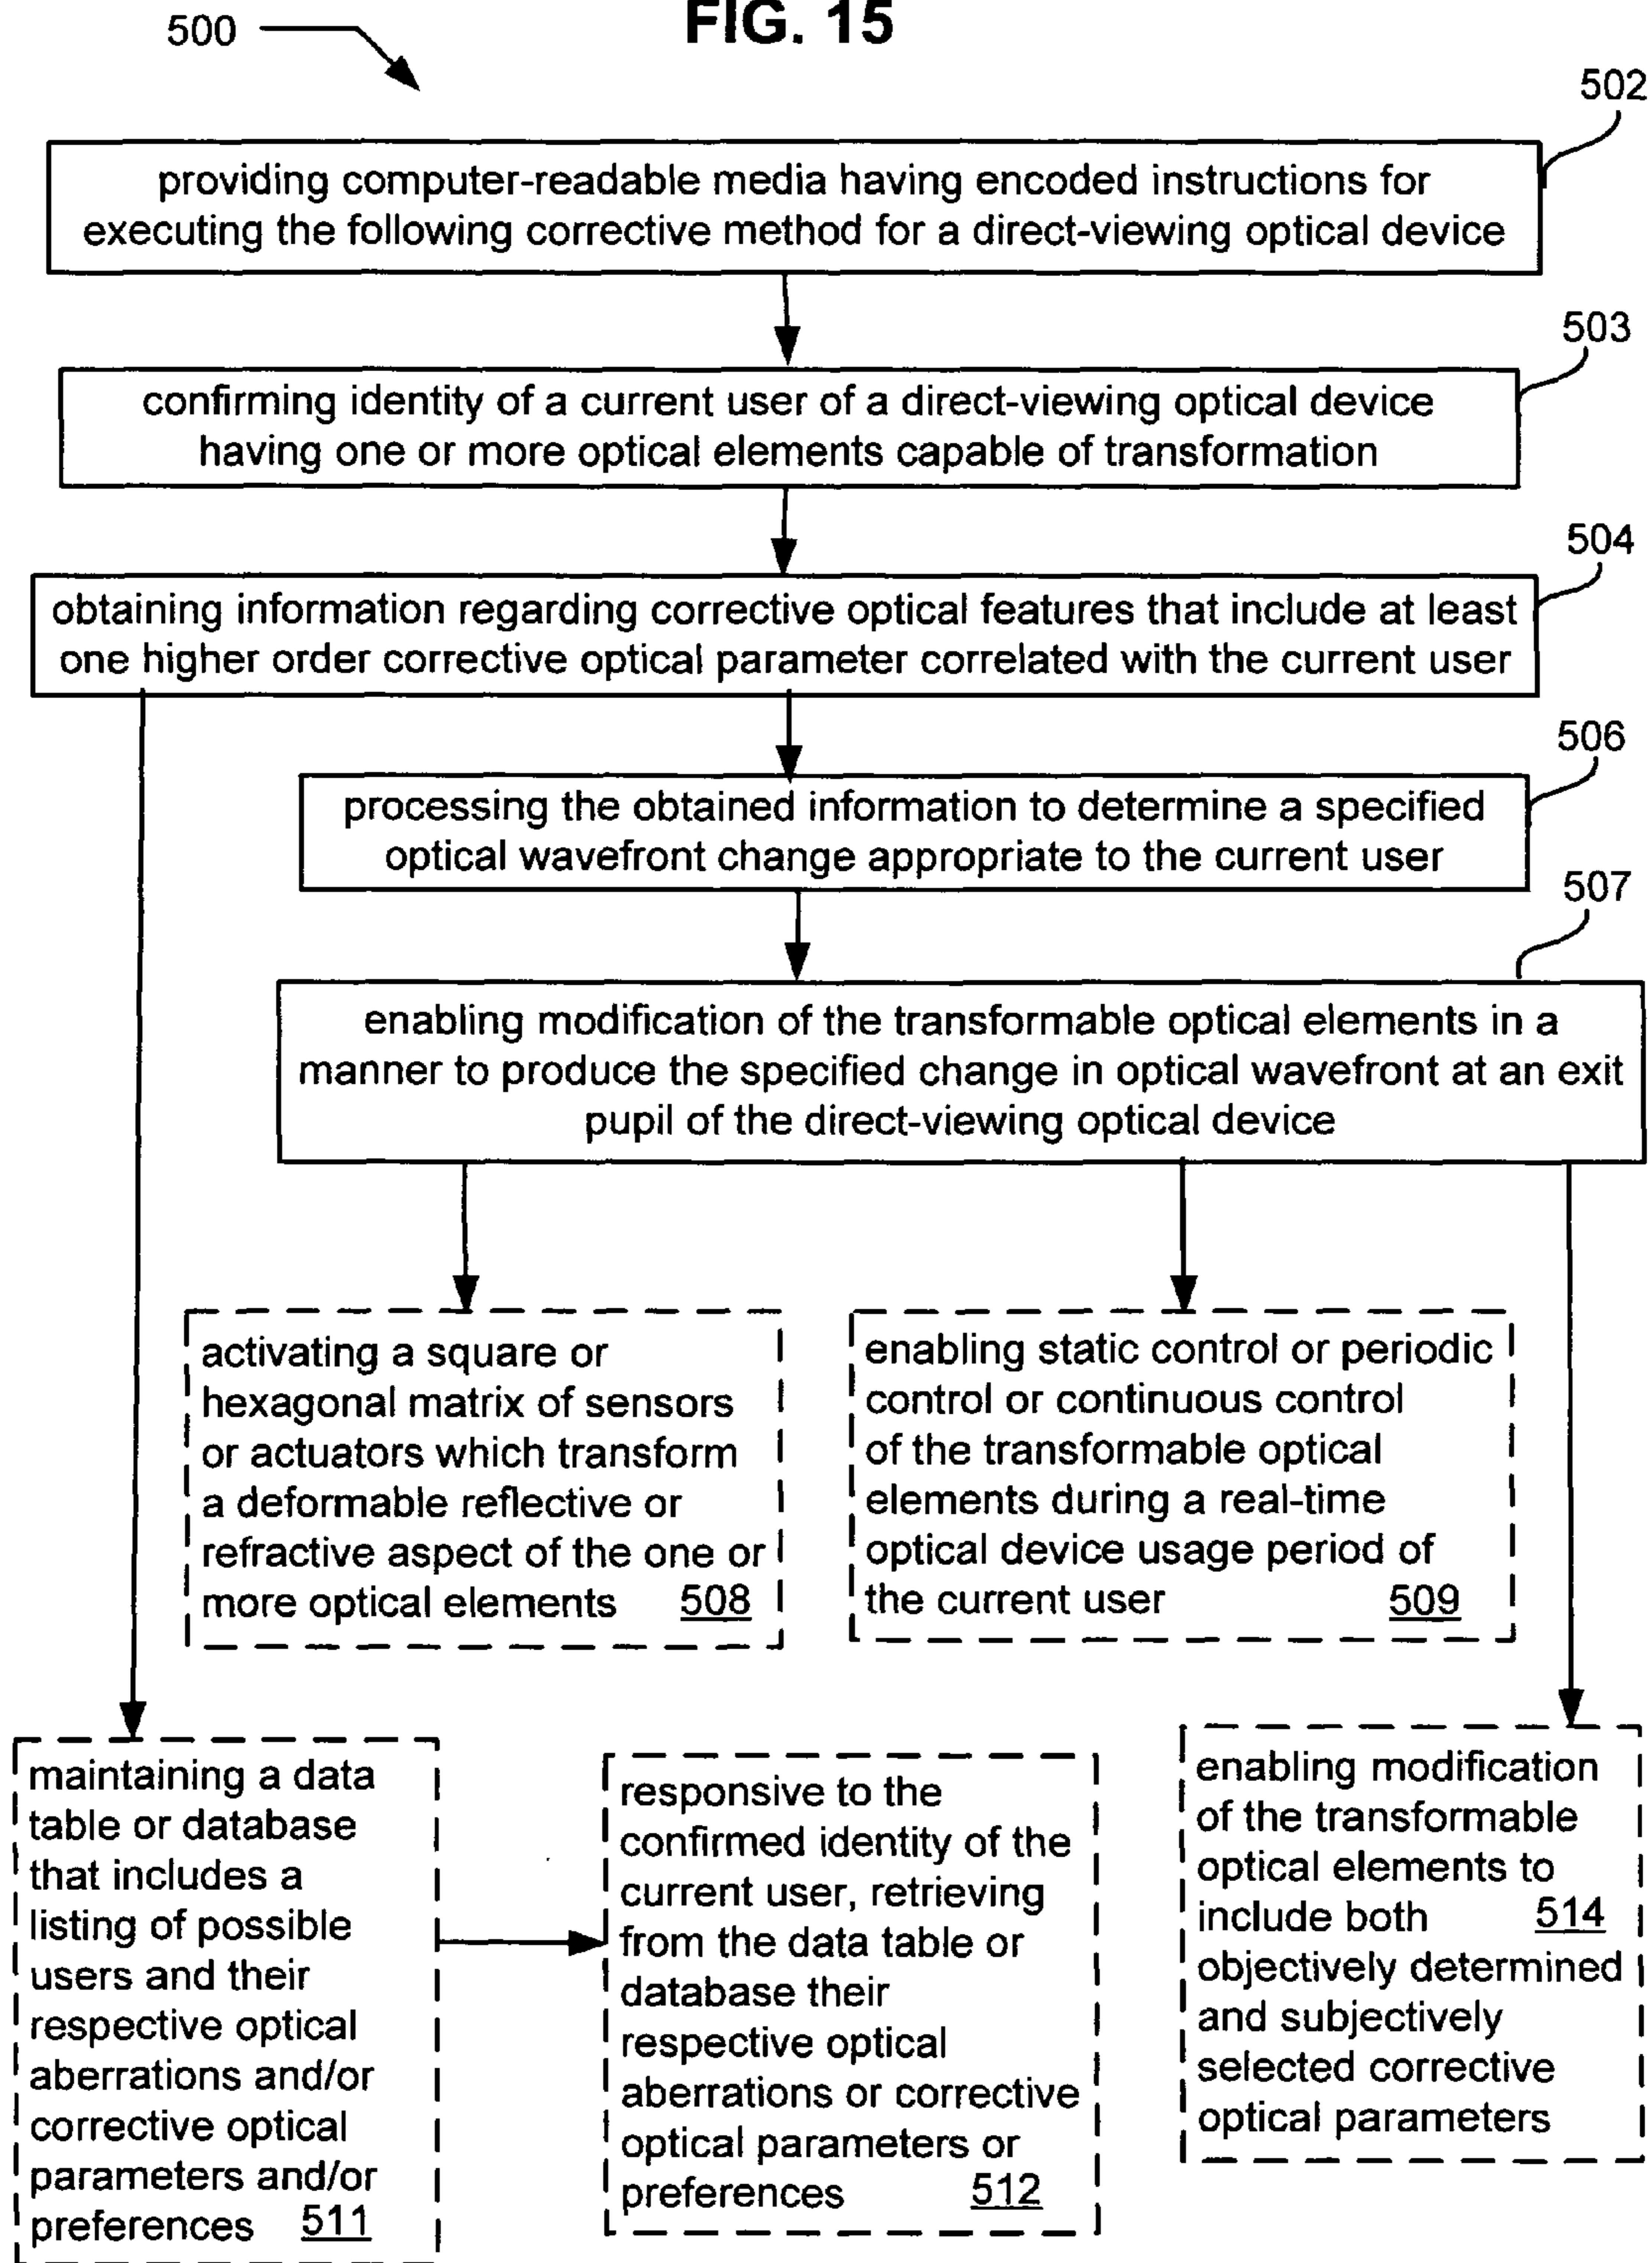 FIG. 15
500
502
providing computer-readable media having encoded instructions for
executing the following corrective method for a direct-viewing optical device
503
confirming identity of a current user of a direct-viewing optical device
having one or more optical elements capable of transformation
504
obtaining information regarding corrective optical features that include at least
one higher order corrective optical parameter correlated with the current user
506
processing the obtained information to determine a specified
optical wavefront change appropriate to the current user
507
enabling modification of the transformable optical elements in a
manner to produce the specified change in optical wavefront at an exit
pupil of the direct-viewing optical device
activating a square or
hexagonal matrix of sensors
or actuators which transform
a deformable reflective or
refractive aspect of the one or
more optical elements 508
enabling static control or periodic
control or continuous control
of the transformable optical
elements during a real-time
optical device usage period of
the current user 509
maintaining a data
table or database
that includes a
listing of possible
users and their
respective optical
aberrations and/or
corrective optical
parameters and/or
preferences 511
responsive to the
confirmed identity of the
current user, retrieving
from the data table or
database their
respective optical
aberrations or corrective
optical parameters or
preferences 512
enabling modification
of the transformable
optical elements to
include both 514
objectively determined
and subjectively
selected corrective
optical parameters